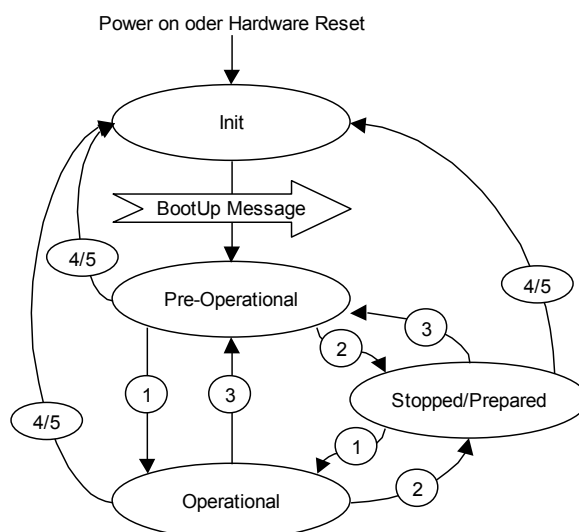 Power on oder Hardware Reset
Init
BootUp Message
4/5
4/5
Pre-Operational
3
2
1
3
Stopped/Prepared
4/5
1
2
Operational